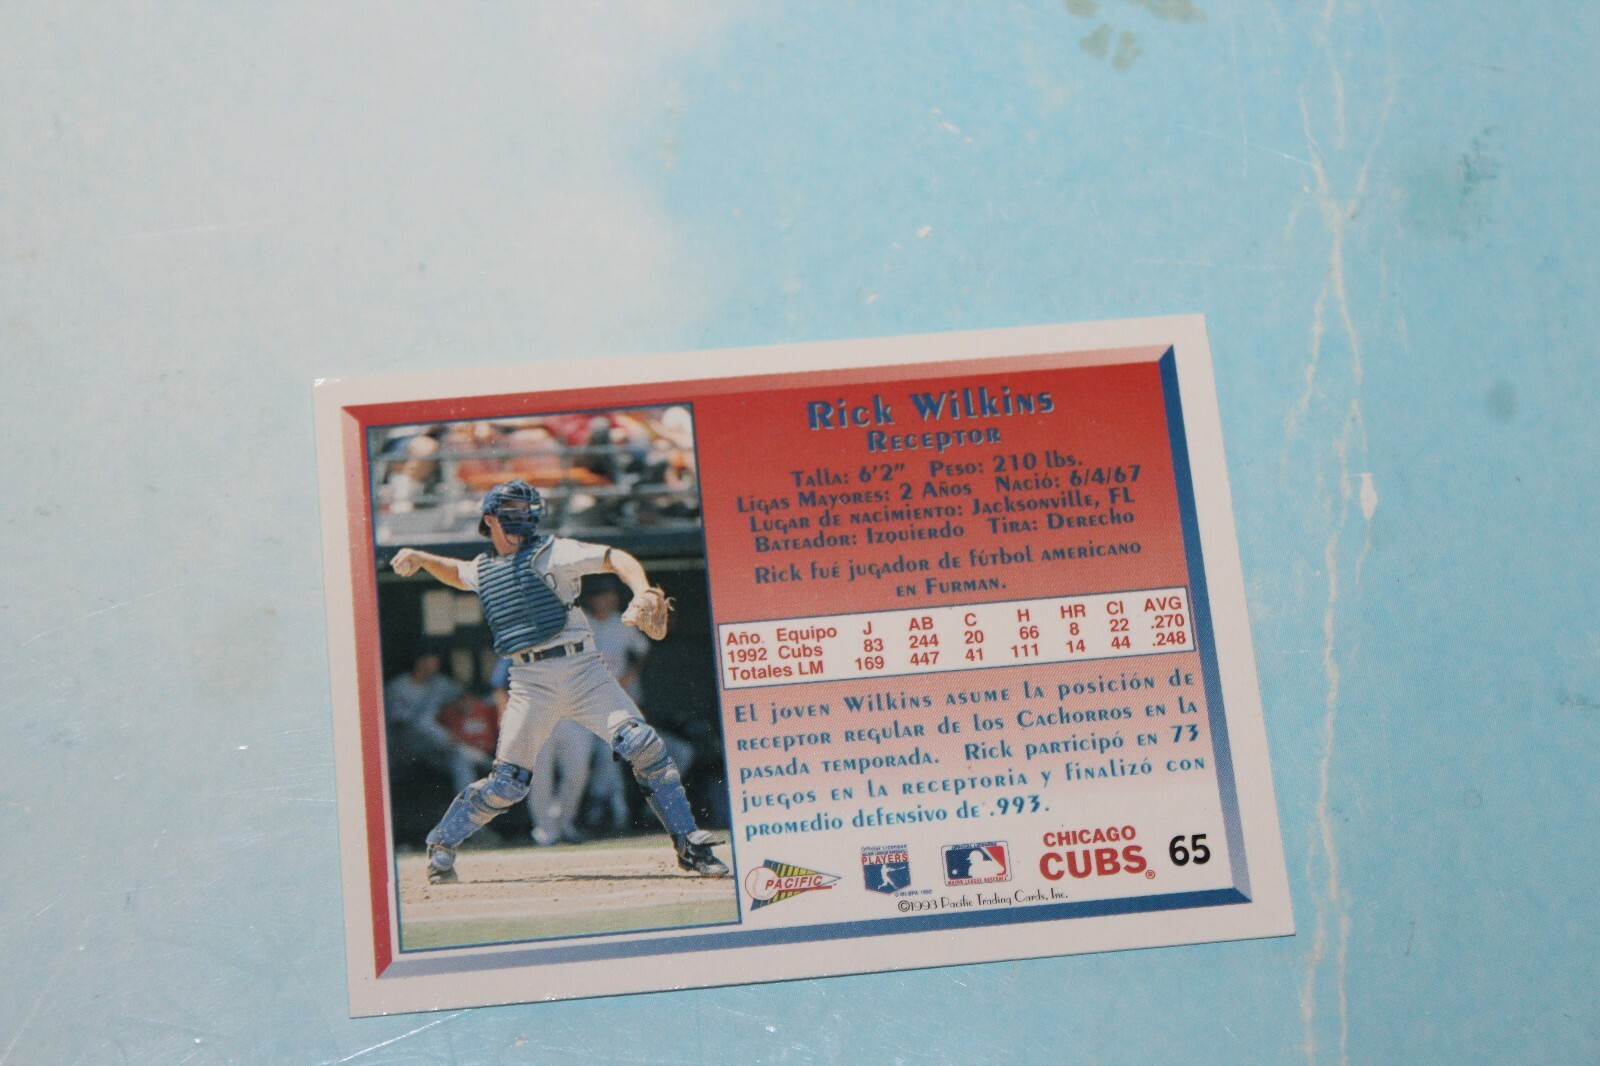 Rick Wilkins
Receptor
Talla: 6'2" Peso: 210 lbs.
Ligas Mayores: 2 Años Nació: 6/4/67
Lugar de nacimiento: Jacksonville, FL
Bateador: Izquierdo Tira: Derecho
Rick fué jugador de fútbol americano
en Furman.
Año. Equipo J AB C H HR CI AVG
1992 Cubs 83 244 20 66 8 22 .270
Totales LM 169 447 41 111 14 44 .248
El joven Wilkins asume la posición de
receptor regular de los Cachorros en la
pasada temporada. Rick participó en 73
juegos en la receptoria y finalizó con
promedio defensivo de .993.
PACIFIC
PLAYERS
CHICAGO
CUBS®
65
©1993 Pacific Trading Cards, Inc.